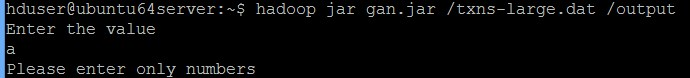 hduser@ubuntu64server:~$ hadoop jar gan.jar /txns-large.dat /output
Enter the value
a
Please enter only numbers